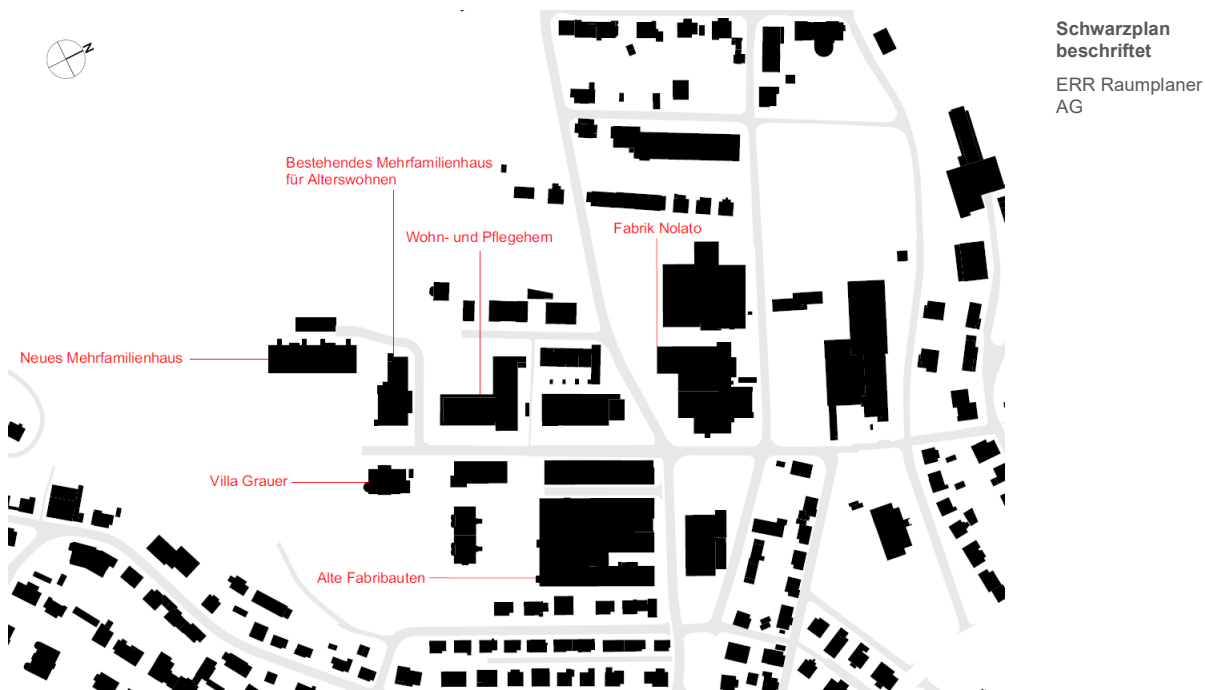 N
Schwarzplan
beschriftet
ERR Raumplaner
AG
Bestehendes Mehrfamilienhaus
für Alterswohnen
Fabrik Nolato
Wohn- und Pflegehem
Neues Mehrfamilienhaus
Villa Grauer
Alte Fabribauten